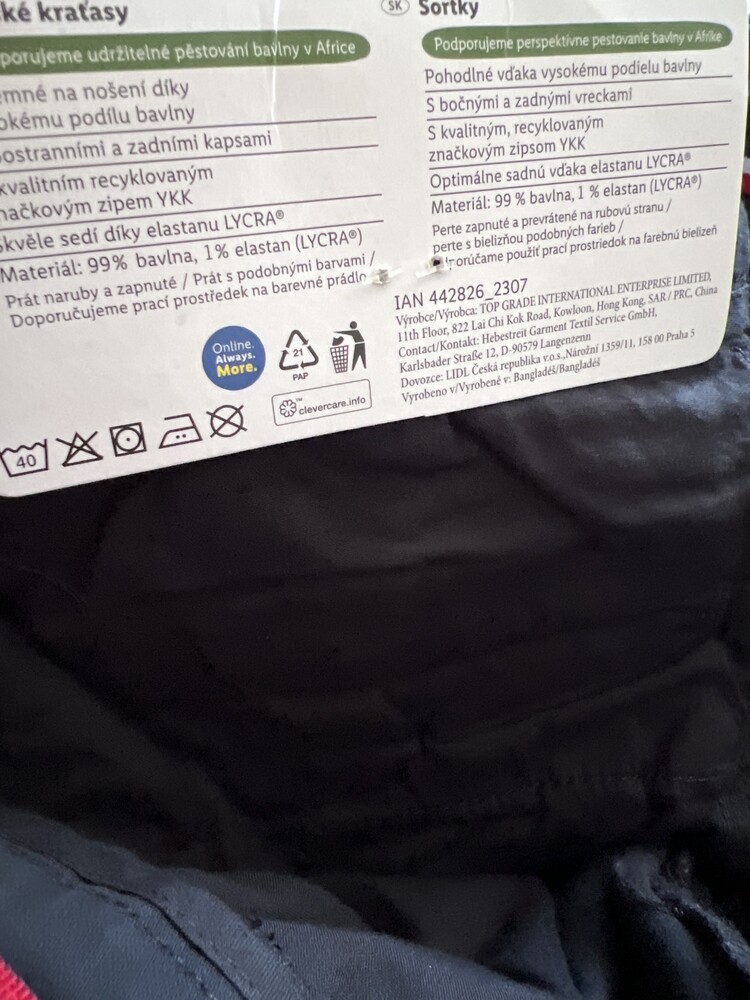 ké kraťasy
porujeme udržitelné pěstování bavlny v Africe
mné na nošení díky
okému podílu bavlny
ostranními a zadními kapsami
kvalitním recyklovaným
načkovým zipem YKK
kvěle sedí díky elastanu LYCRA®
Materiál: 99% bavlna, 1% elastan (LYCRA®)
Prát naruby a zapnuté / Prát s podobnými barvami /
Doporučujeme prací prostředek na barevné prádlo
Online.
Always.
More.
21
PAP
clevercare.info
40
SK Šortky
Podporujeme perspektívne pestovanie bavlny v Afrike
Pohodlné vďaka vysokému podielu bavlny
S bočnými a zadnými vreckami
S kvalitným, recyklovaným
značkovým zipsom YKK
Optimálne sadnú vďaka elastanu LYCRA®
Materiál: 99 % bavlna, 1 % elastan (LYCRA®)
Perte zapnuté a prevrátené na rubovú stranu /
perte s bielizňou podobných farieb /
porúčame použiť prací prostriedok na farebnú bielizeň
IAN 442826_2307
Výrobce/Výrobca: TOP GRADE INTERNATIONAL ENTERPRISE LIMITED,
11th Floor, 822 Lai Chi Kok Road, Kowloon, Hong Kong, SAR / PRC, China
Contact/Kontakt: Hebestreit Garment Textil Service GmbH,
Karlsbader Straße 12, D-90579 Langenzenn
Dovozce: LIDL Česká republika v.o.s., Nárožní 1359/11, 158 00 Praha 5
Vyrobeno v/Vyrobené v: Bangladéš/Bangladéš